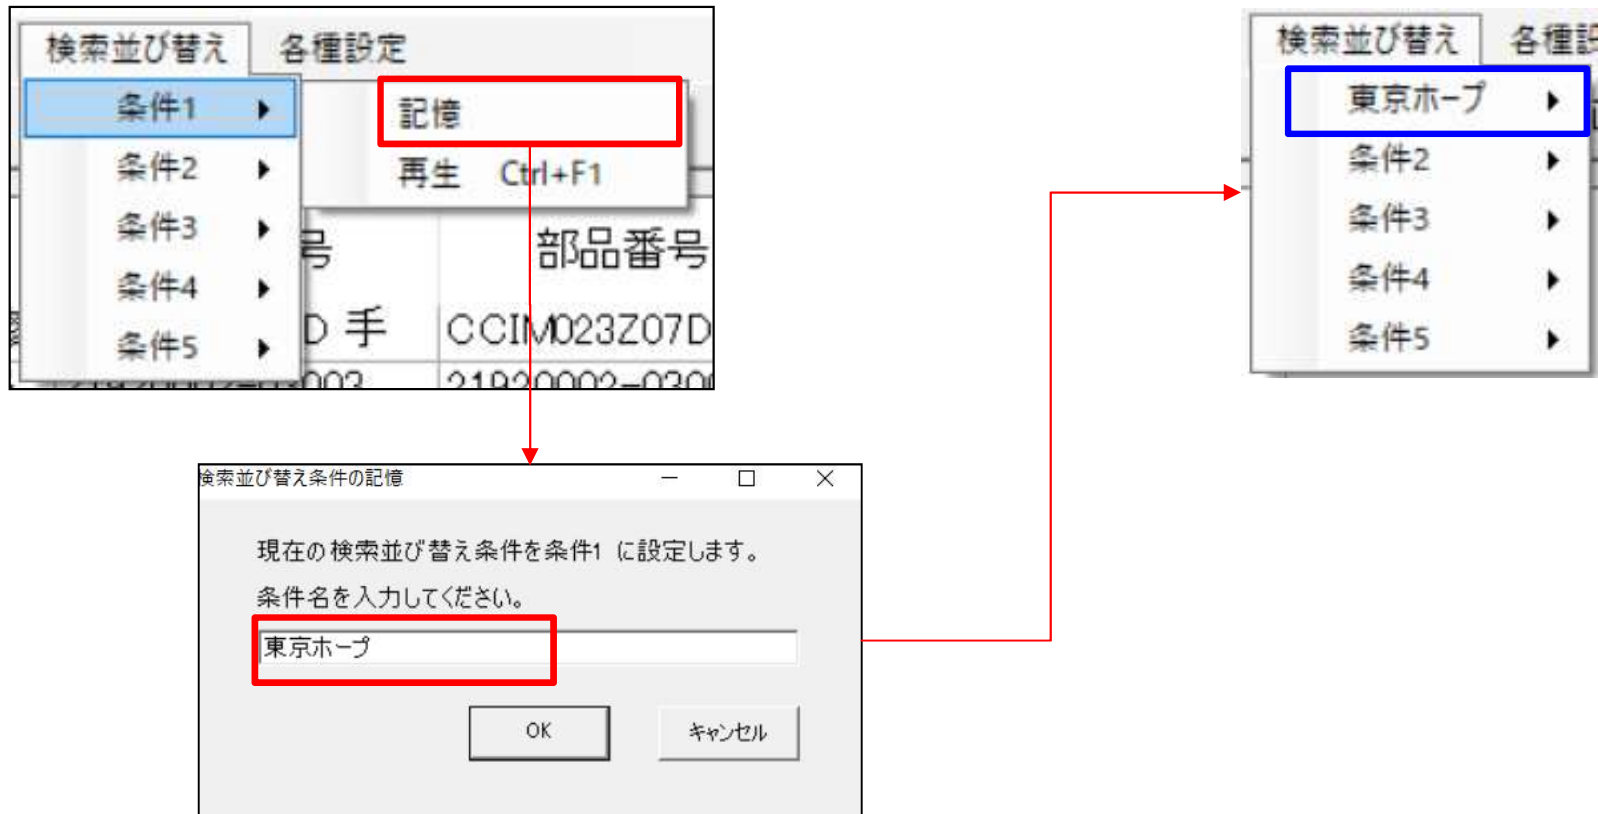 検索並び替え 各種設定
条件1
記憶
条件2
再生 Ctrl+F1
条件3
号 部品番号
条件4
D 手 CCIM023Z07D
条件5
検索並び替え 各種設
東京ホープ
条件2
条件3
条件4
条件5
検索並び替え条件の記憶
現在の検索並び替え条件を条件1 に設定します。
条件名を入力してください。
東京ホープ
OK キャンセル